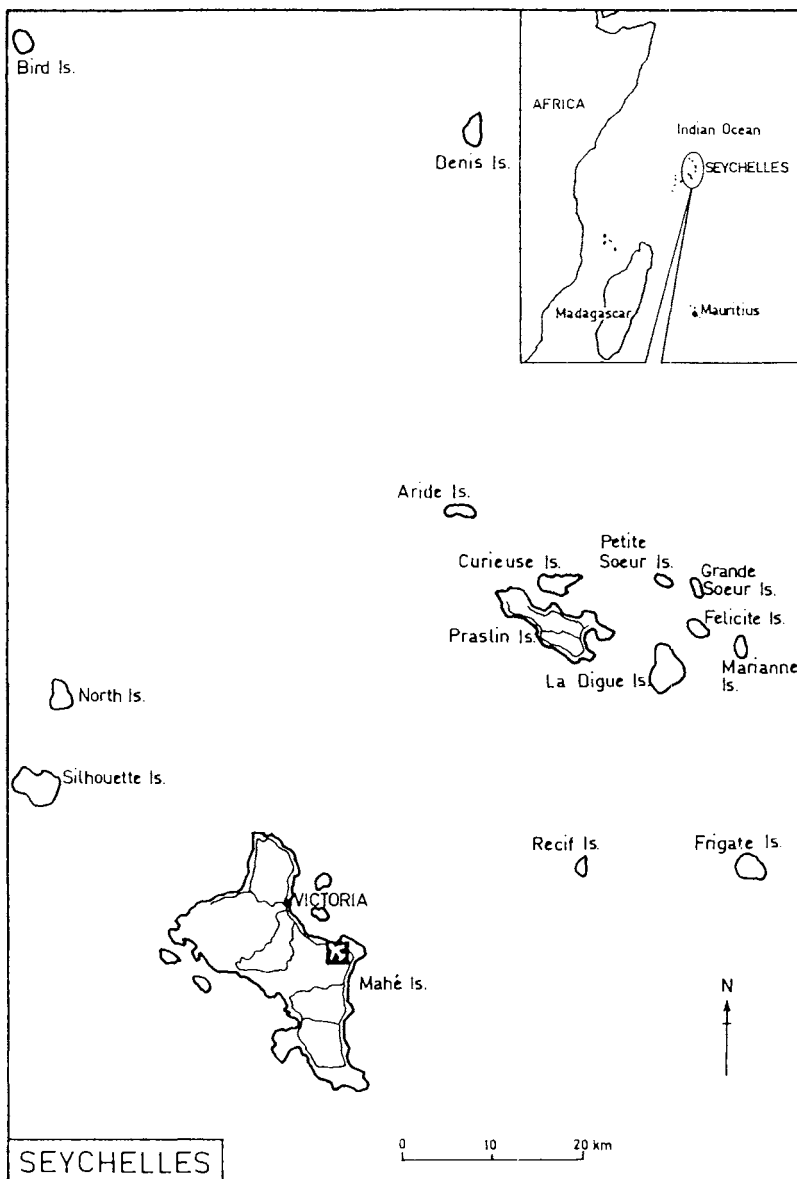 Bird Is.
Denis Is.
AFRICA
Indian Ocean
SEYCHELLES
Madagascar
Mauritius
Aride Is.
Curieuse Is.
Petite
Soeur Is.
Grande
Soeur Is.
Felicite Is.
Praslin Is.
La Digue Is.
Marianne
Is.
North Is.
Silhouette Is.
Recif Is.
Frigate Is.
VICTORIA
Mahé Is.
N
0 10 20 km
SEYCHELLES